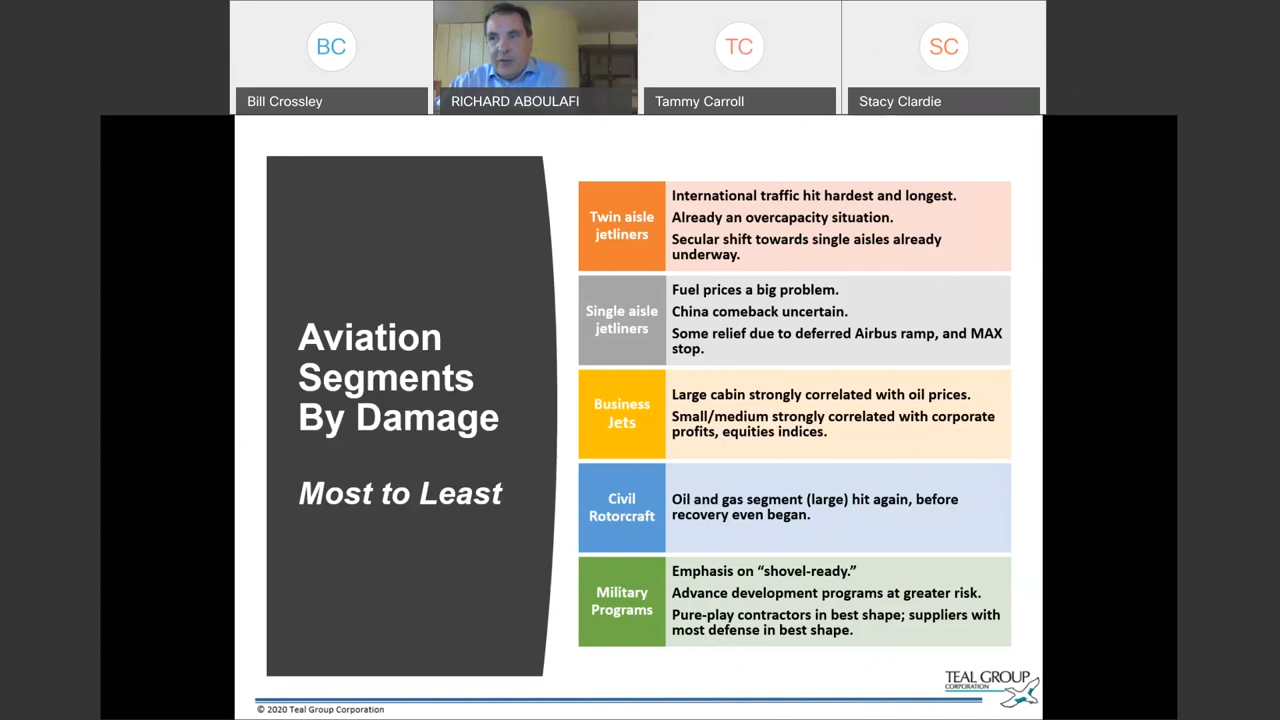 BC
TC
SC
Bill Crossley
RICHARD ABOULAFI
Tammy Carroll
Stacy Clardie
Aviation
Segments
By Damage
Most to Least
Twin aisle
jetliners
International traffic hit hardest and longest.
Already an overcapacity situation.
Secular shift towards single aisles already
underway.
Single aisle
jetliners
Fuel prices a big problem.
China comeback uncertain.
Some relief due to deferred Airbus ramp, and MAX
stop.
Business
Jets
Large cabin strongly correlated with oil prices.
Small/medium strongly correlated with corporate
profits, equities indices.
Civil
Rotorcraft
Oil and gas segment (large) hit again, before
recovery even began.
Military
Programs
Emphasis on “shovel-ready.”
Advance development programs at greater risk.
Pure-play contractors in best shape; suppliers with
most defense in best shape.
TEAL GROUP
CORPORATION
© 2020 Teal Group Corporation